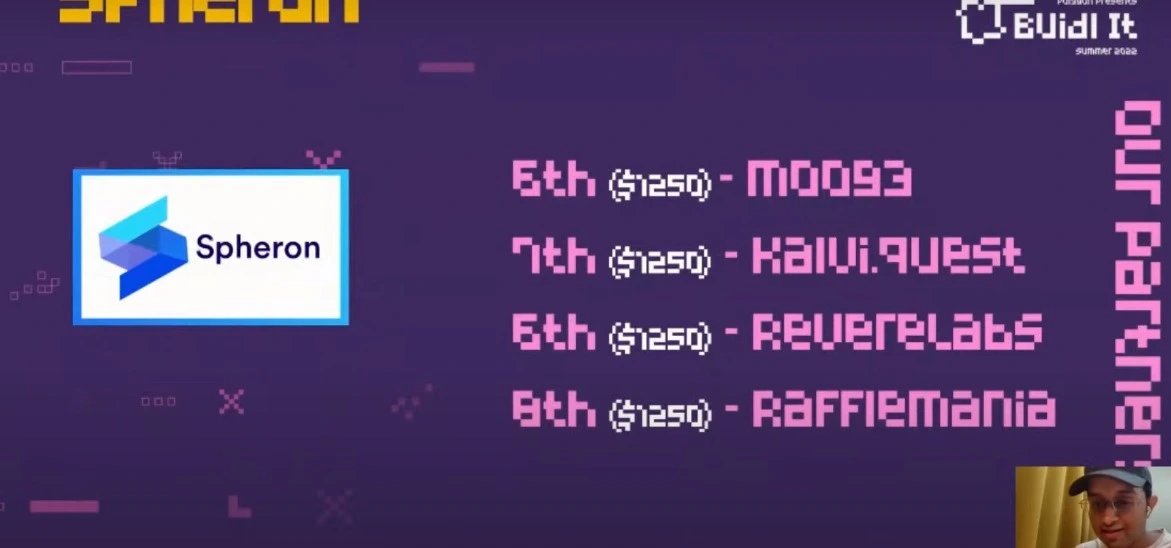 Spheron
Polygon presents
BUidl It
summer 2022
Spheron
6th ($1250) - M0093
7th ($1250) - Kalvi.quest
6th ($1250) - RevereLabs
8th ($1250) - Rafflemania
Our Partner